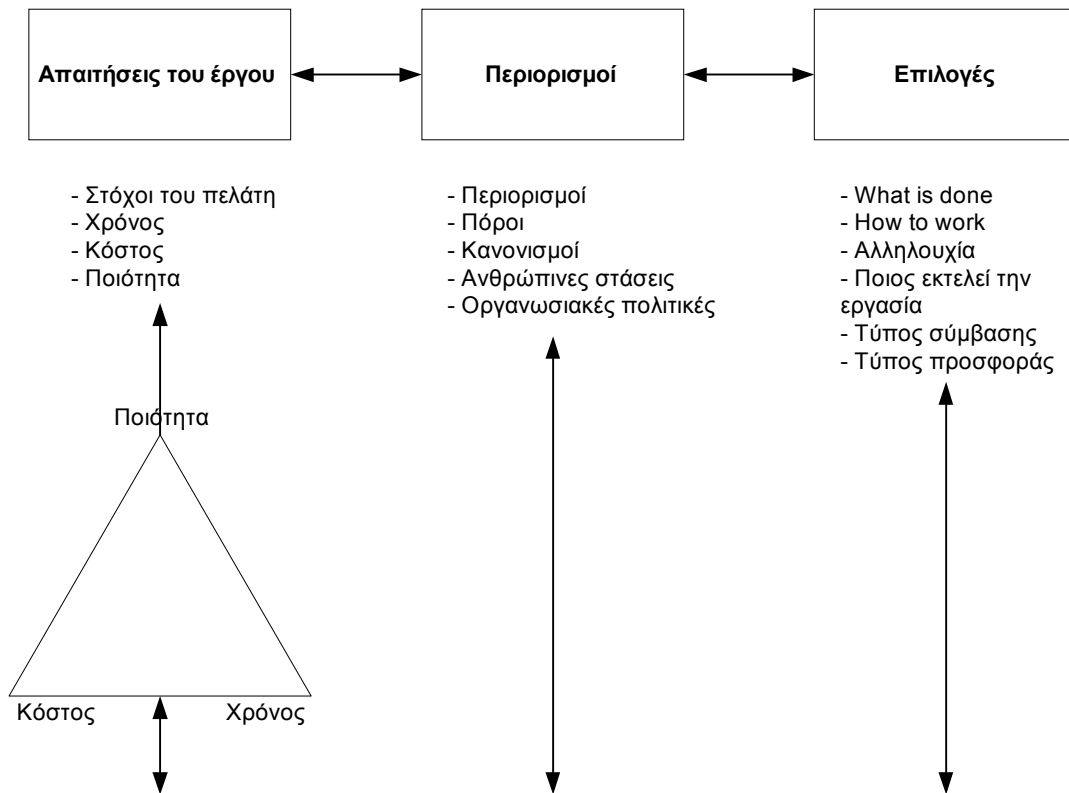 Απαιτήσεις του έργου
Περιορισμοί
Επιλογές
- Στόχοι του πελάτη
- Χρόνος
- Κόστος
- Ποιότητα
- Περιορισμοί
- Πόροι
- Κανονισμοί
- Ανθρώπινες στάσεις
- Οργανωσιακές πολιτικές
- What is done
- How to work
- Αλληλουχία
- Ποιος εκτελεί την
εργασία
- Τύπος σύμβασης
- Τύπος προσφοράς
Ποιότητα
Κόστος
Χρόνος